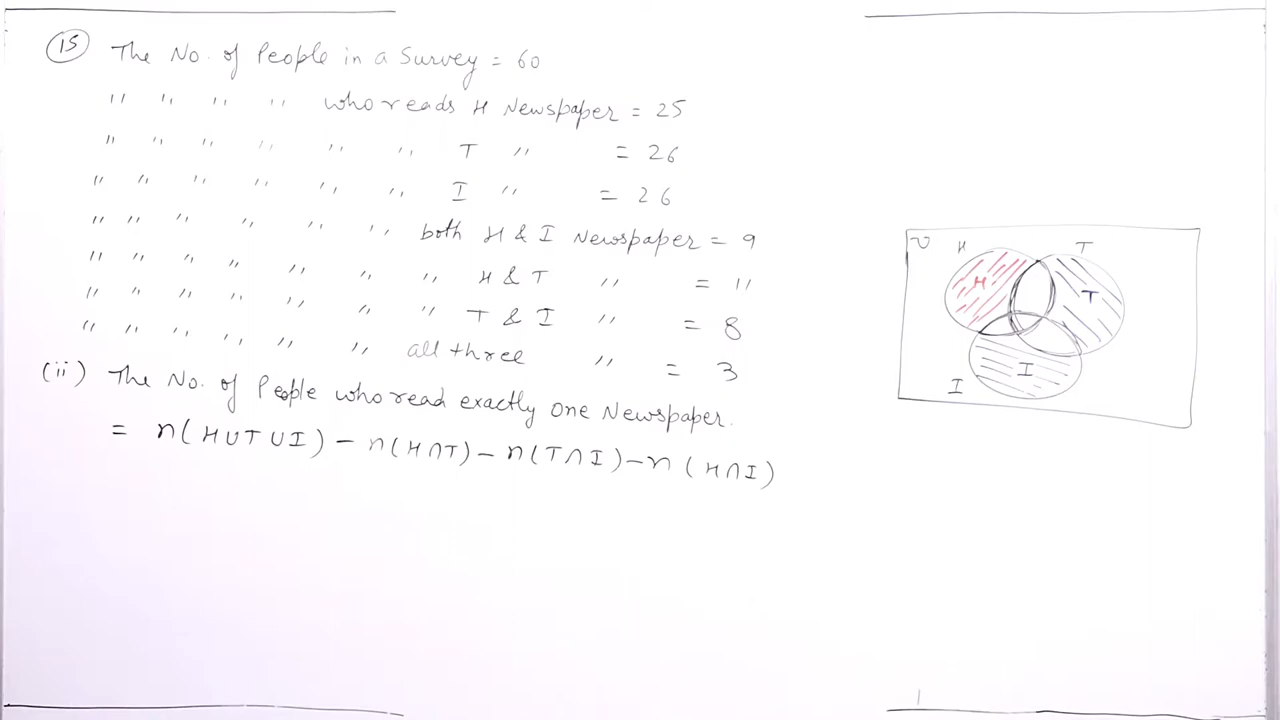 (15) The No. of People in a Survey = 60
" " " " who reads H Newspaper = 25
" " " " " " T " = 26
" " " " " " I " = 26
" " " " " " both H & I Newspaper = 9
" " " " " " " H & T " = 11
" " " " " " " T & I " = 8
" " " " " " all three " = 3
(ii) The No. of People who read exactly one Newspaper.
= n(H∪T∪I) - n(H∩T) - n(T∩I) - n(H∩I)
U H T
H T
I
I